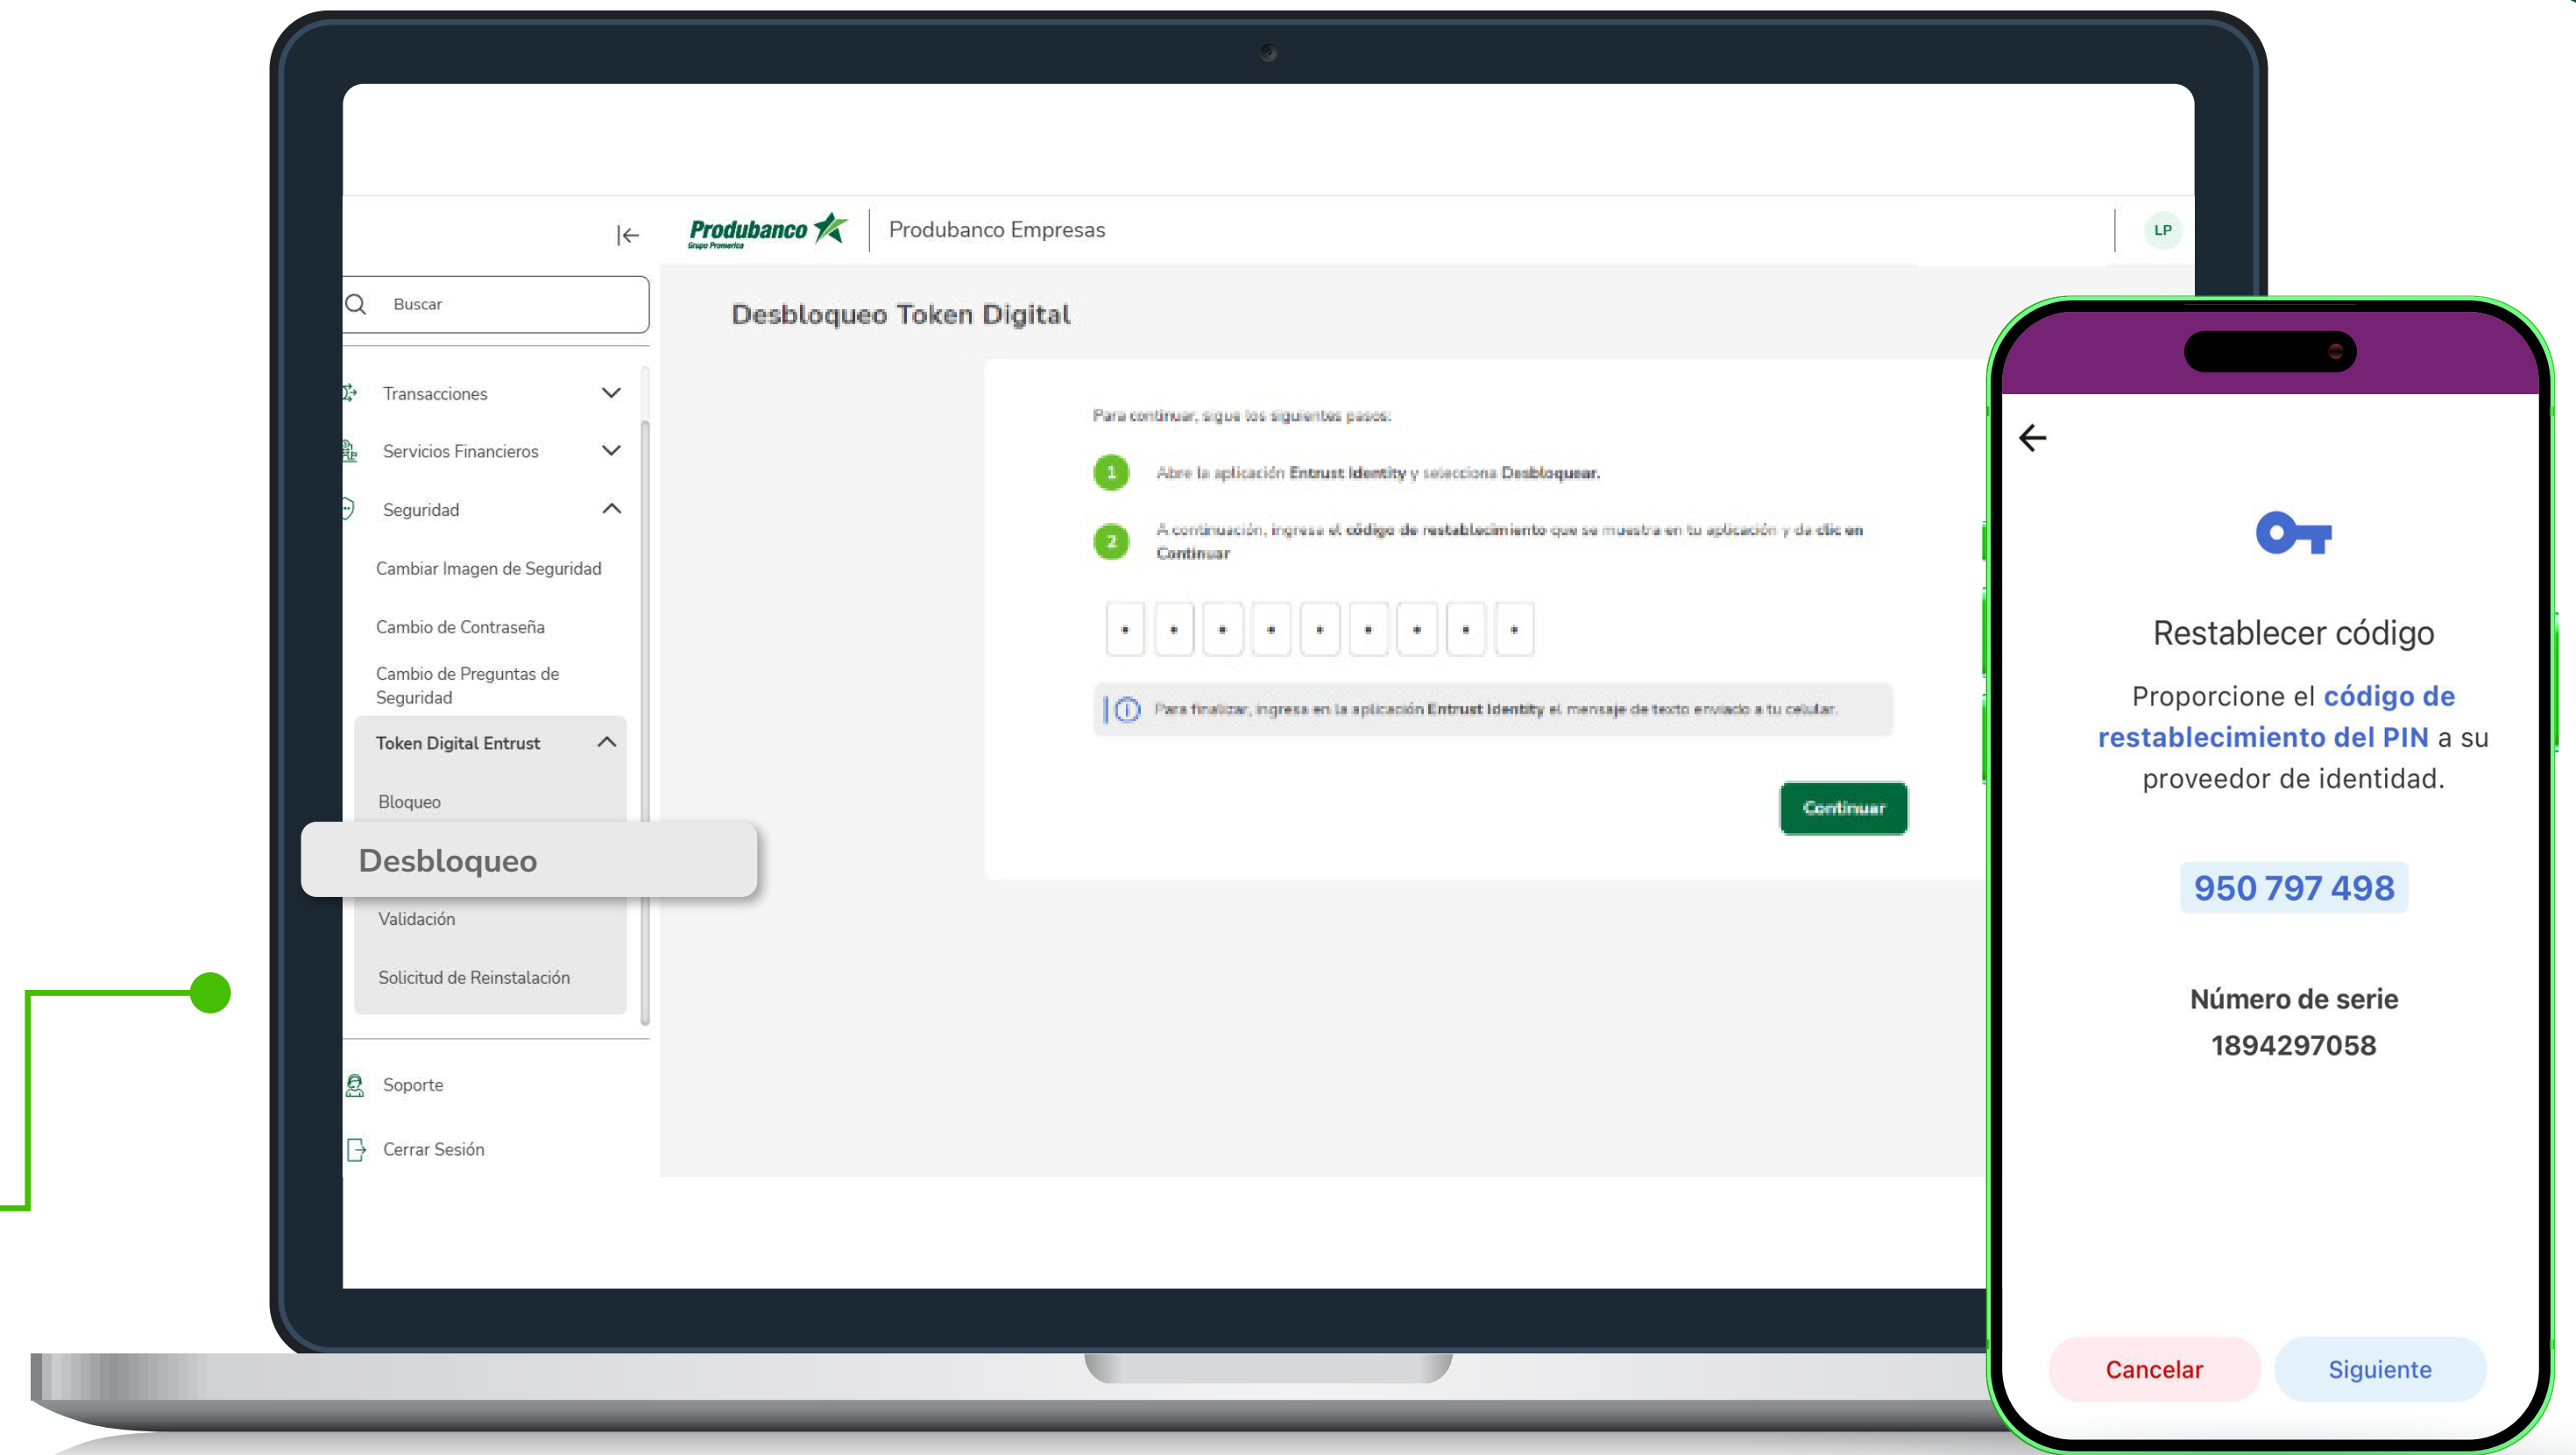 Produbanco
Grupo Promerica
Produbanco Empresas
LP
Buscar
Transacciones
Servicios Financieros
Seguridad
Cambiar Imagen de Seguridad
Cambio de Contraseña
Cambio de Preguntas de
Seguridad
Token Digital Entrust
Bloqueo
Desbloqueo
Validación
Solicitud de Reinstalación
Soporte
Cerrar Sesión
Desbloqueo Token Digital
Para continuar, sigue los siguientes pasos:
1 Abre la aplicación Entrust Identity y selecciona Desbloquear.
2 A continuación, ingresa el código de restablecimiento que se muestra en tu aplicación y da clic en
Continuar
Para finalizar, ingresa en la aplicación Entrust Identity el mensaje de texto enviado a tu celular.
Continuar
Restablecer código
Proporcione el código de
restablecimiento del PIN a su
proveedor de identidad.
950 797 498
Número de serie
1894297058
Cancelar
Siguiente